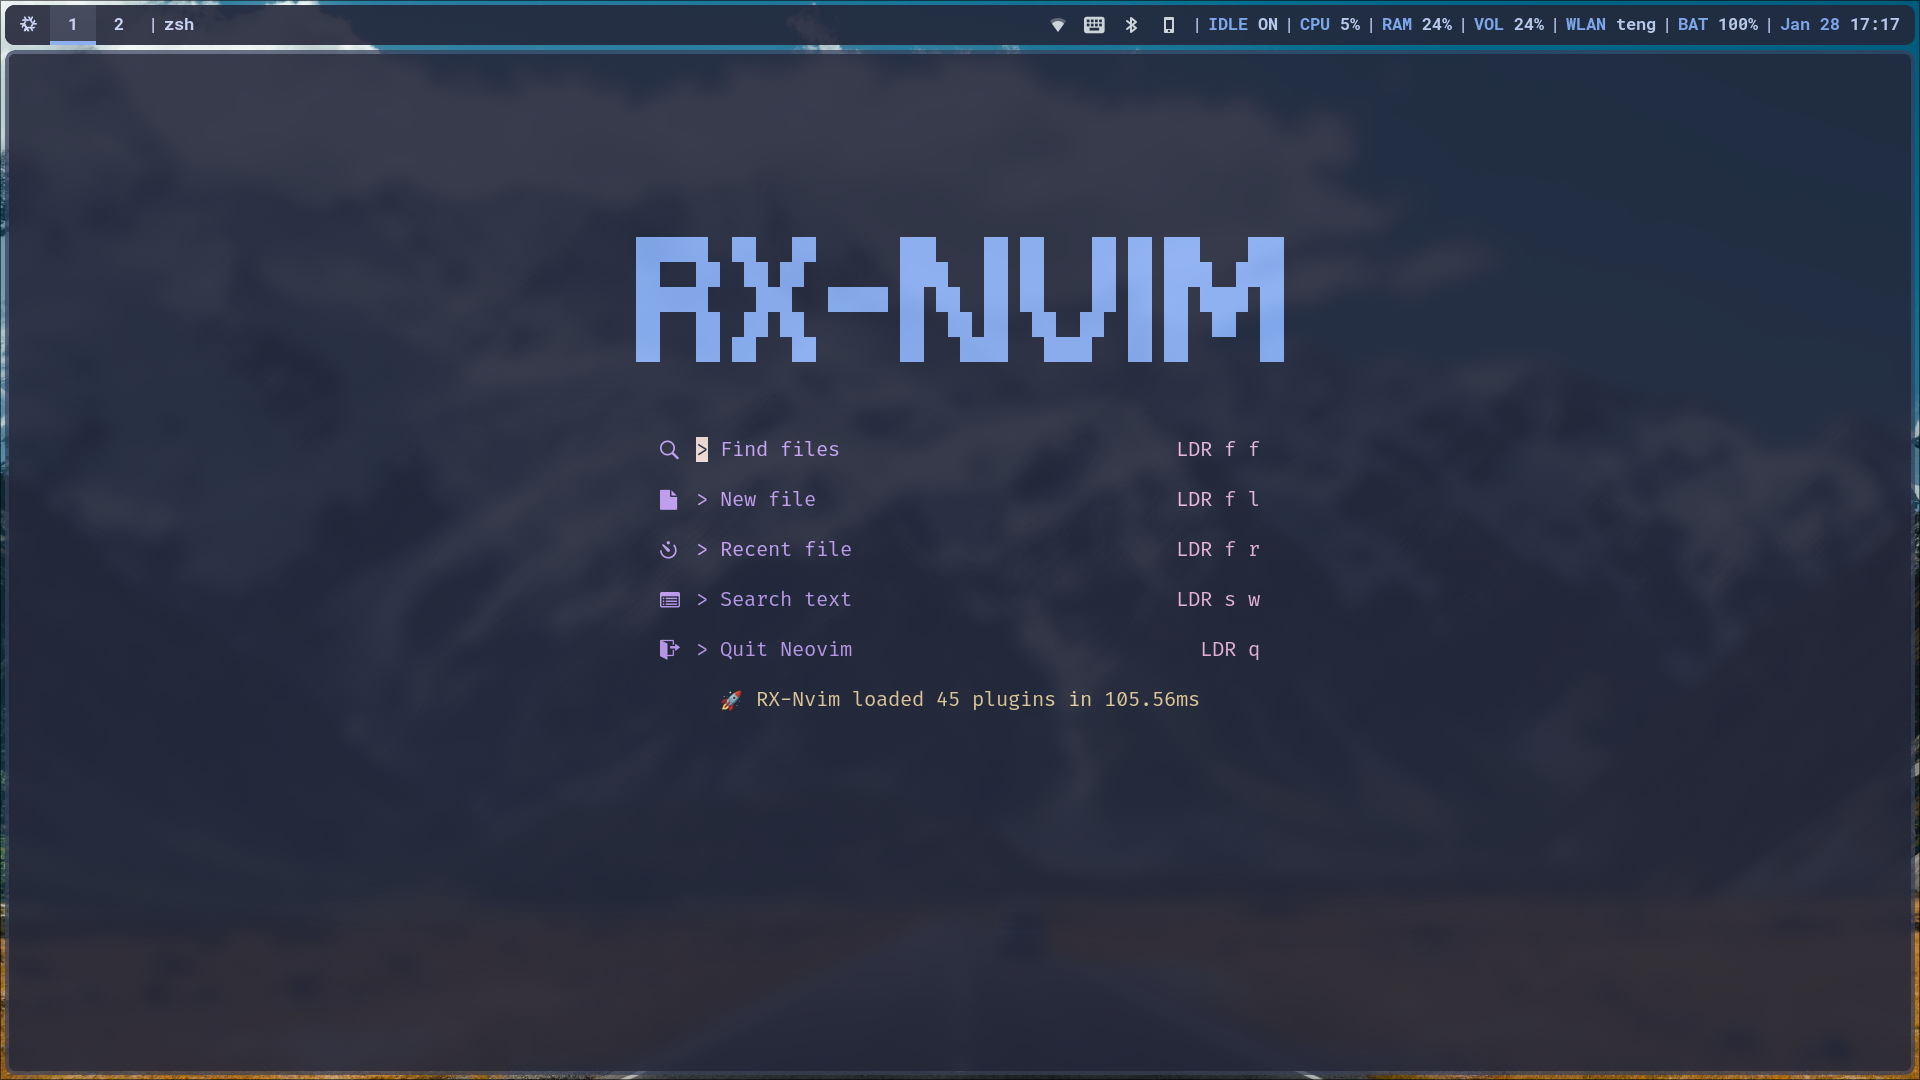 1 2 | zsh | IDLE ON | CPU 5% | RAM 24% | VOL 24% | WLAN teng | BAT 100% | Jan 28 17:17
RX-NVIM
> Find files LDR f f
> New file LDR f l
> Recent file LDR f r
> Search text LDR s w
> Quit Neovim LDR q
🚀 RX-Nvim loaded 45 plugins in 105.56ms